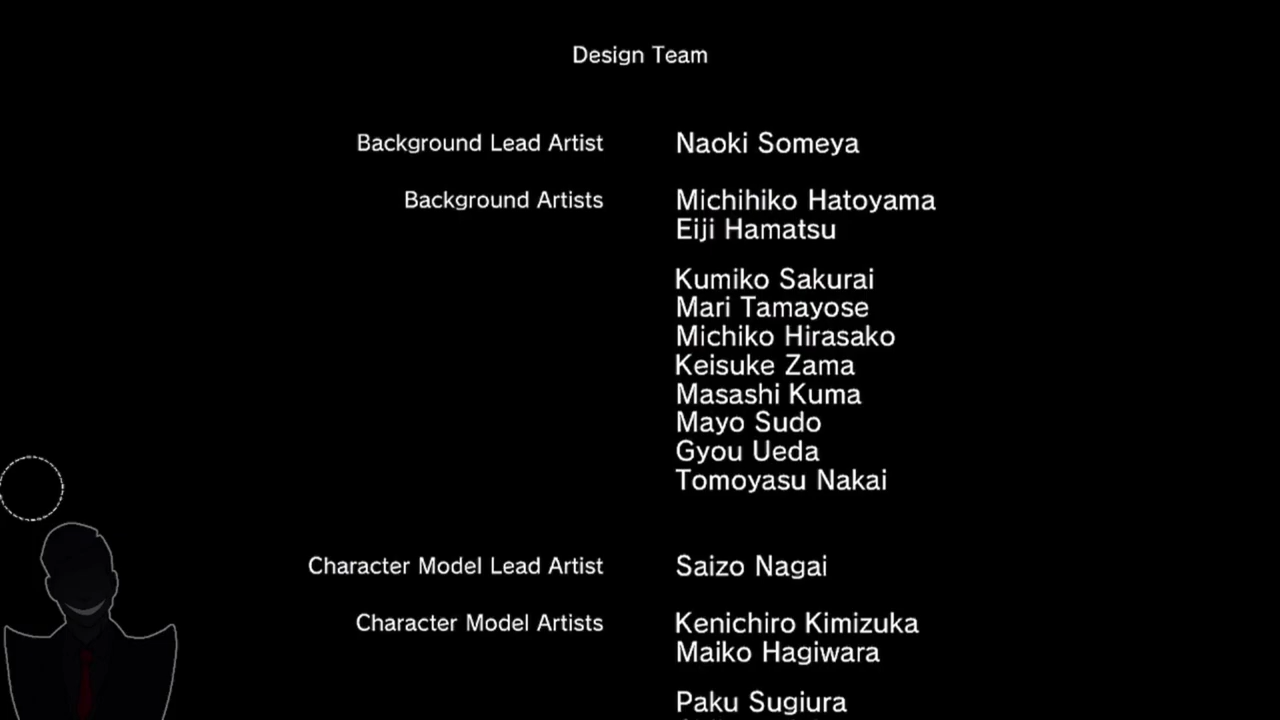 Design Team
Background Lead Artist Naoki Someya
Background Artists Michihiko Hatoyama
Eiji Hamatsu
Kumiko Sakurai
Mari Tamayose
Michiko Hirasako
Keisuke Zama
Masashi Kuma
Mayo Sudo
Gyou Ueda
Tomoyasu Nakai
Character Model Lead Artist Saizo Nagai
Character Model Artists Kenichiro Kimizuka
Maiko Hagiwara
Paku Sugiura